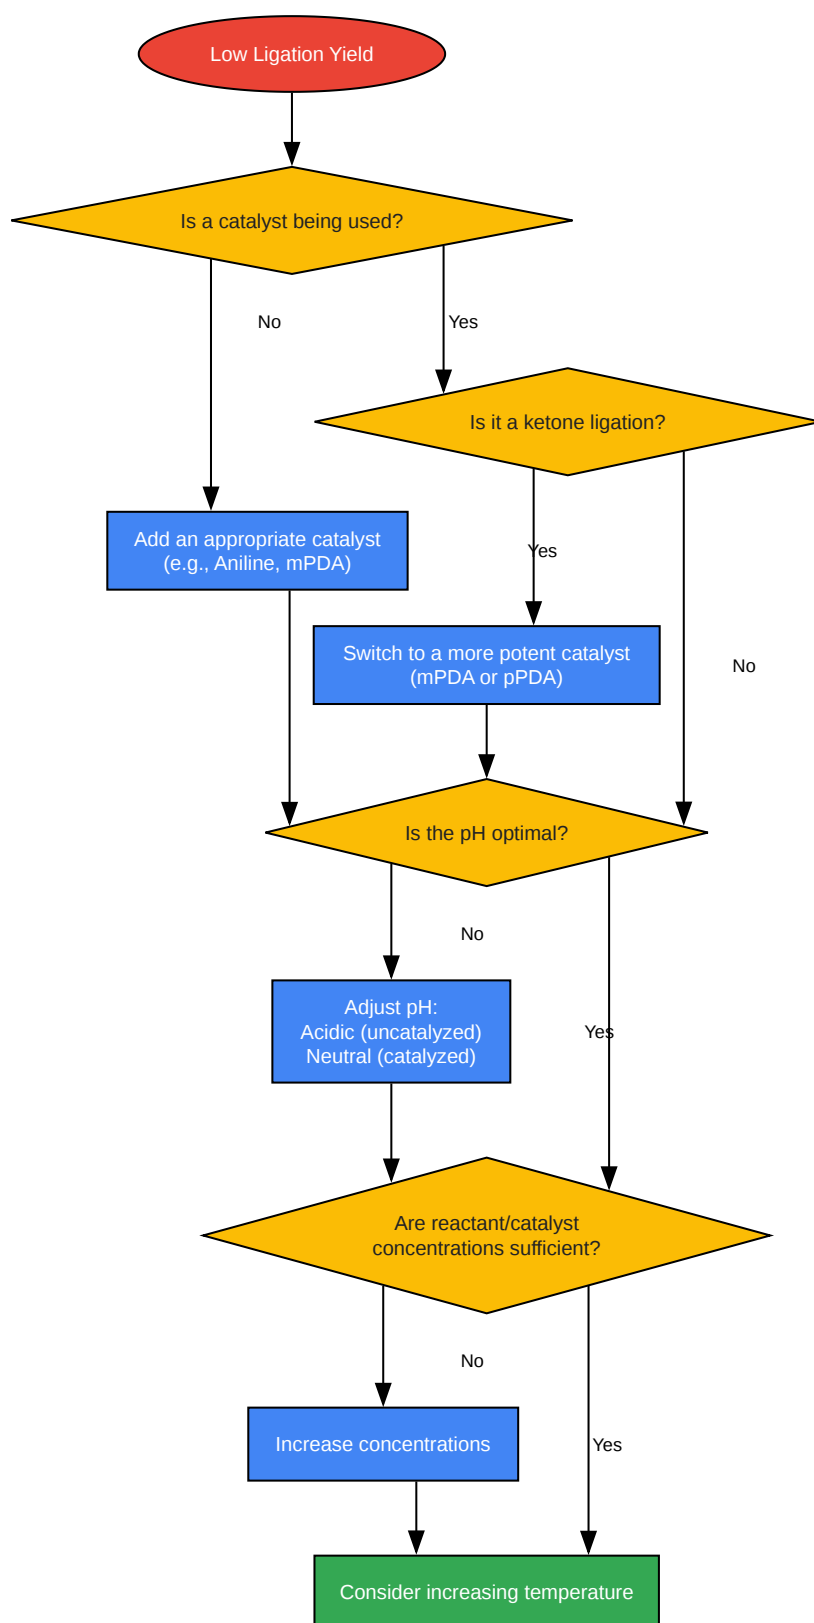 Low Ligation Yield
Is a catalyst being used?
No
Yes
Is it a ketone ligation?
Add an appropriate catalyst
(e.g., Aniline, mPDA)
Yes
Switch to a more potent catalyst
(mPDA or pPDA)
No
Is the pH optimal?
No
Adjust pH:
Acidic (uncatalyzed)
Neutral (catalyzed)
Yes
Are reactant/catalyst
concentrations sufficient?
No
Increase concentrations
Yes
Consider increasing temperature